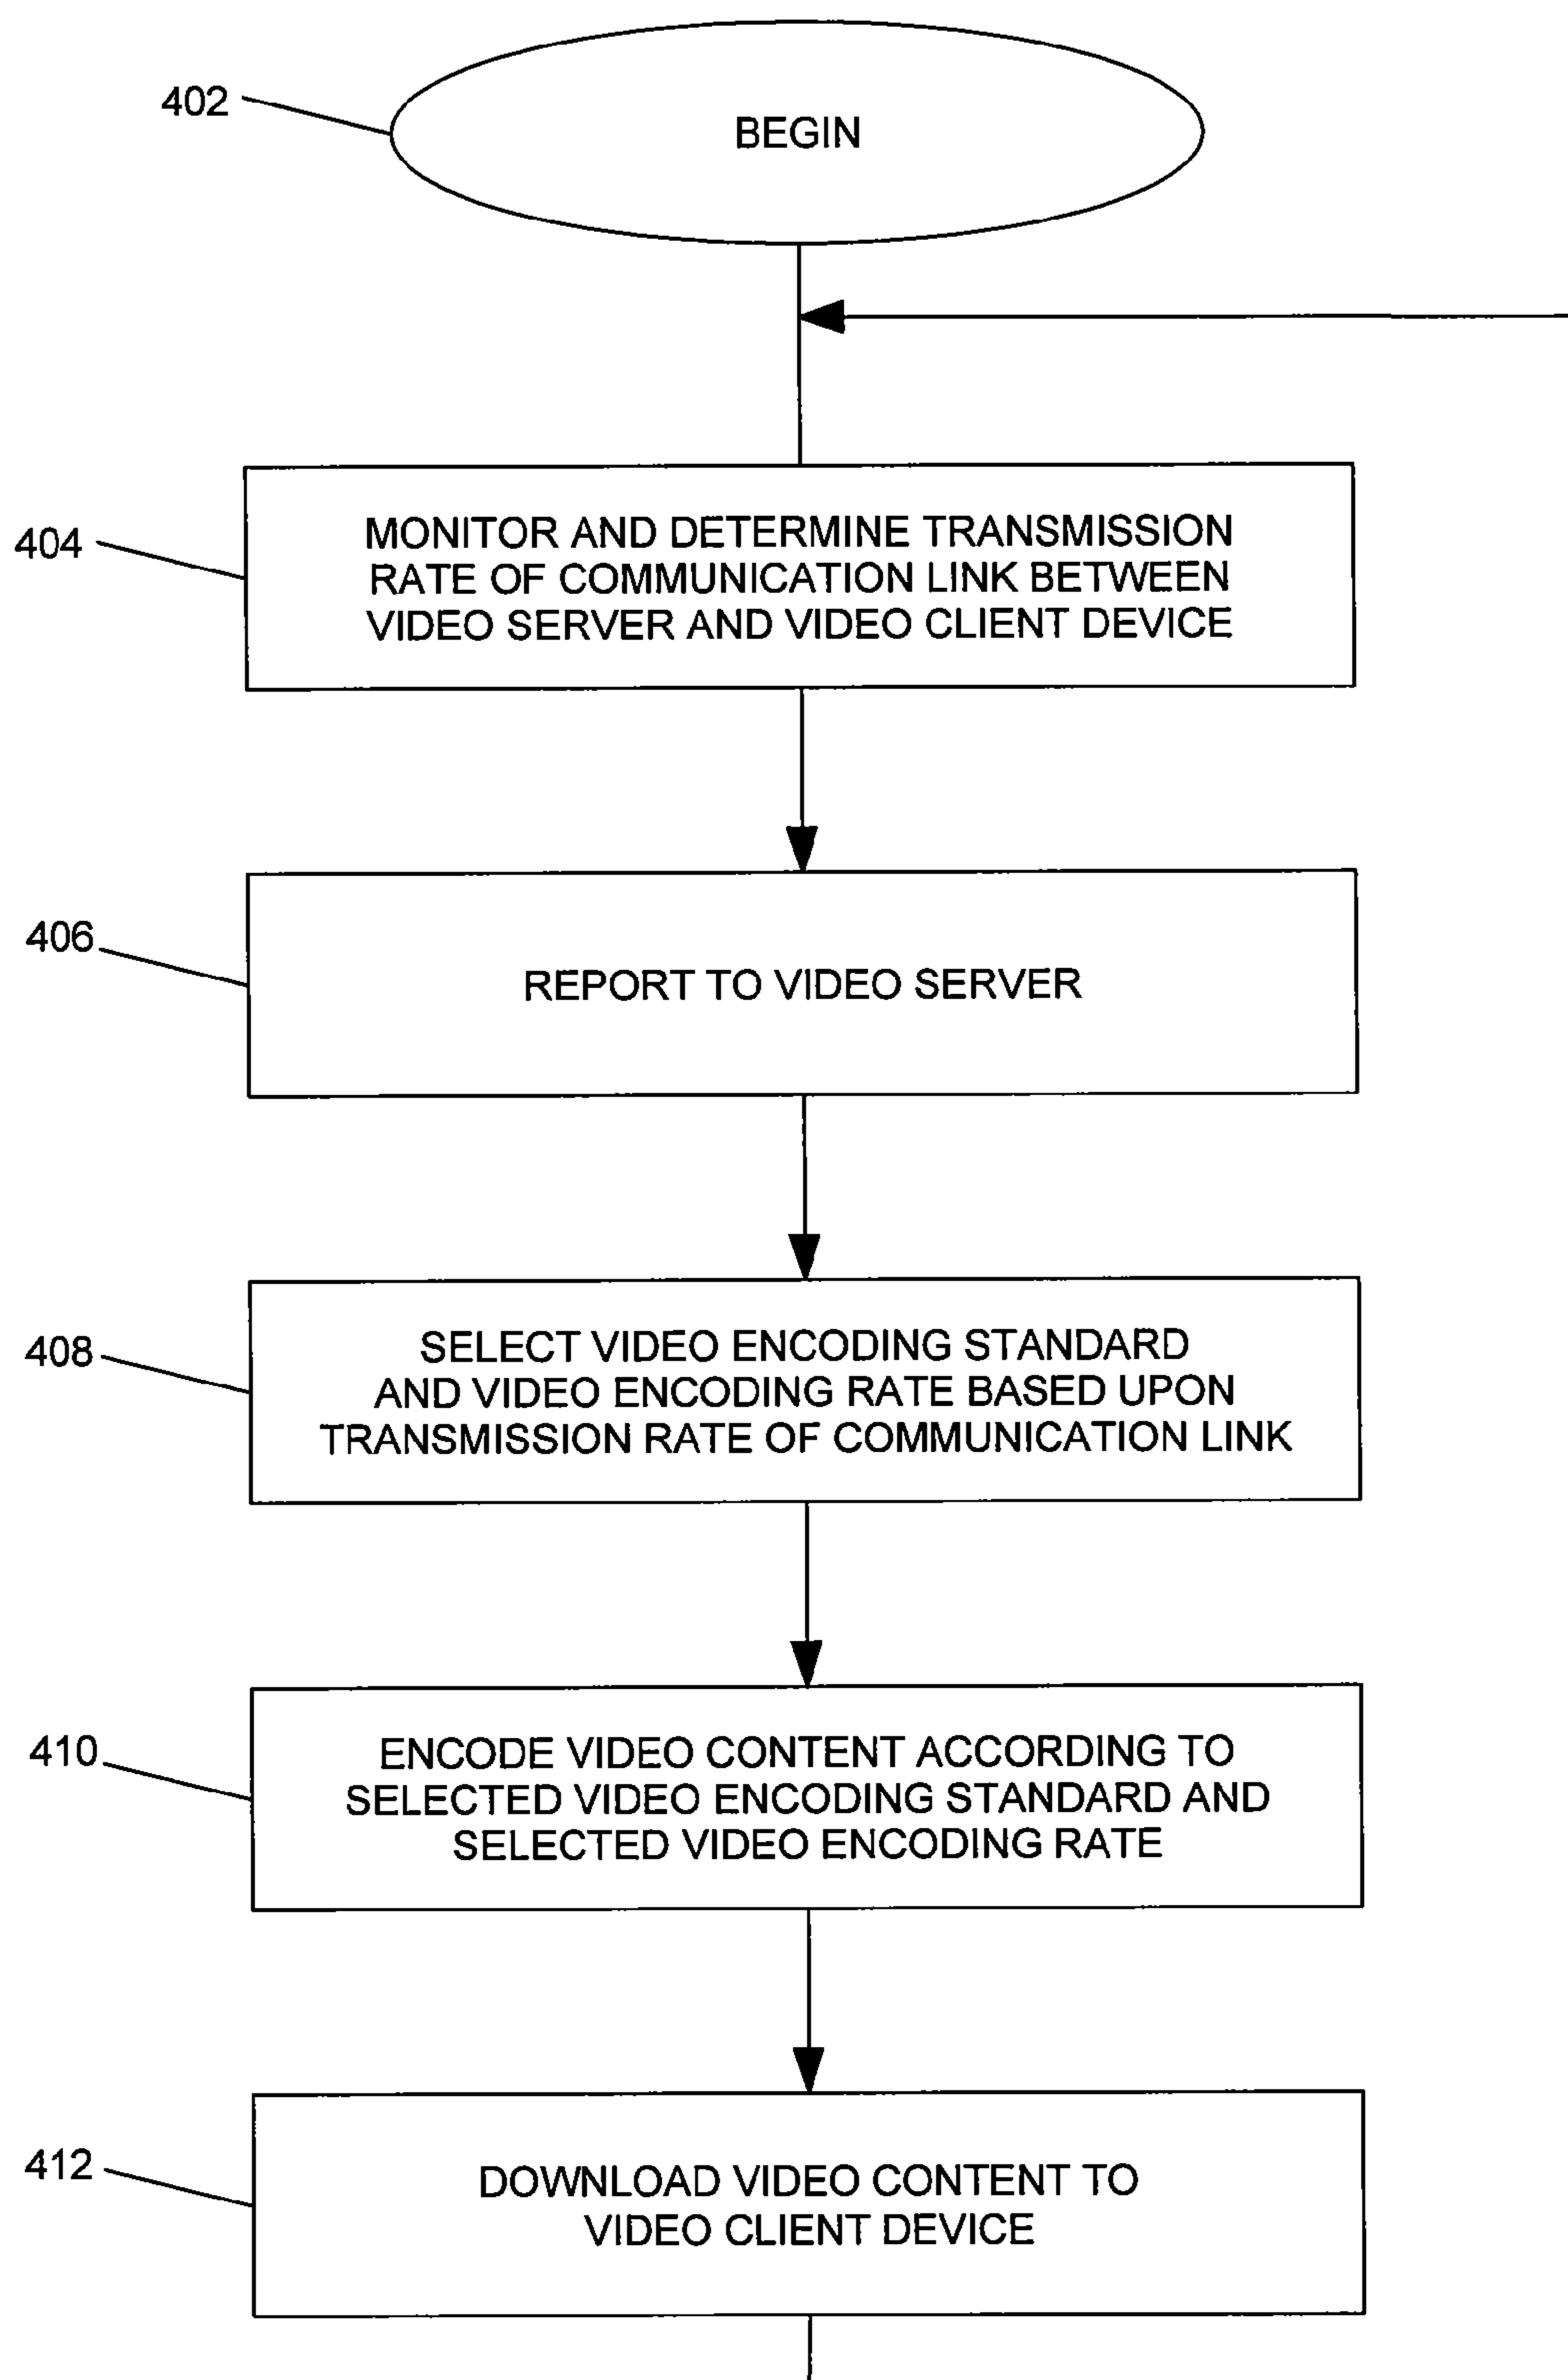 402
BEGIN
404
MONITOR AND DETERMINE TRANSMISSION
RATE OF COMMUNICATION LINK BETWEEN
VIDEO SERVER AND VIDEO CLIENT DEVICE
406
REPORT TO VIDEO SERVER
408
SELECT VIDEO ENCODING STANDARD
AND VIDEO ENCODING RATE BASED UPON
TRANSMISSION RATE OF COMMUNICATION LINK
410
ENCODE VIDEO CONTENT ACCORDING TO
SELECTED VIDEO ENCODING STANDARD AND
SELECTED VIDEO ENCODING RATE
412
DOWNLOAD VIDEO CONTENT TO
VIDEO CLIENT DEVICE